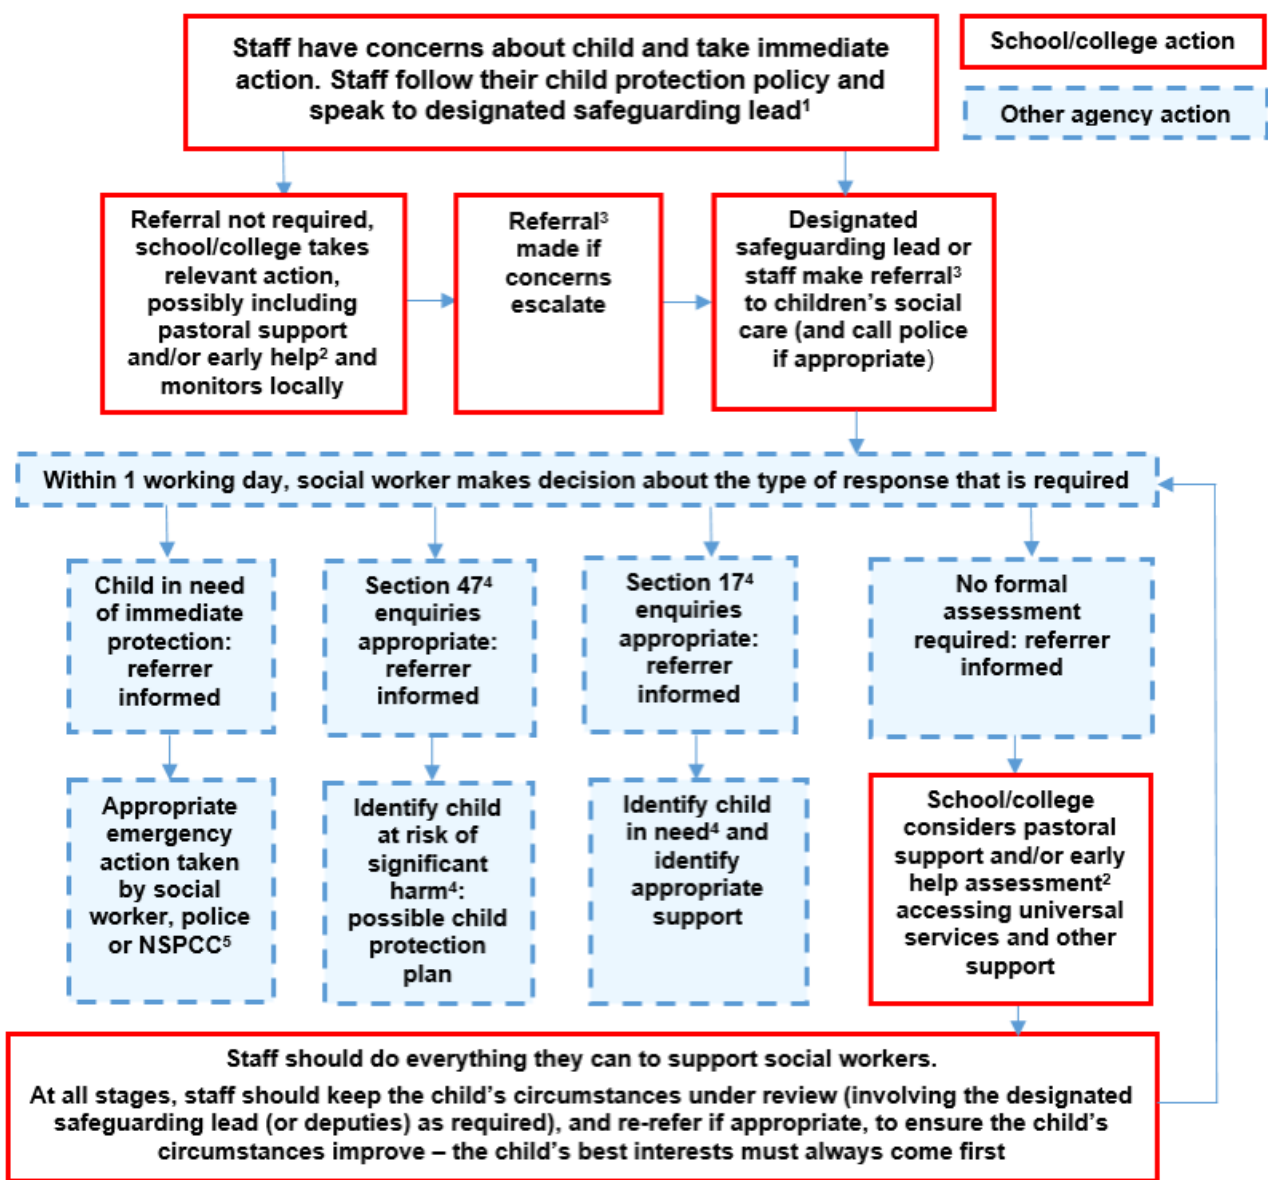 Staff have concerns about child and take immediate
action. Staff follow their child protection policy and
speak to designated safeguarding lead¹
School/college action
Other agency action
Referral not required,
school/college takes
relevant action,
possibly including
pastoral support
and/or early help² and
monitors locally
Referral³
made if
concerns
escalate
Designated
safeguarding lead or
staff make referral³
to children's social
care (and call police
if appropriate)
Within 1 working day, social worker makes decision about the type of response that is required
Child in need
of immediate
protection:
referrer
informed
Section 47⁴
enquiries
appropriate:
referrer
informed
Section 17⁴
enquiries
appropriate:
referrer
informed
No formal
assessment
required: referrer
informed
Appropriate
emergency
action taken
by social
worker, police
or NSPCC⁵
Identify child
at risk of
significant
harm⁴:
possible child
protection
plan
Identify child
in need⁴ and
identify
appropriate
support
School/college
considers pastoral
support and/or early
help assessment²
accessing universal
services and other
support
Staff should do everything they can to support social workers.
At all stages, staff should keep the child's circumstances under review (involving the designated
safeguarding lead (or deputies) as required), and re-refer if appropriate, to ensure the child's
circumstances improve – the child's best interests must always come first